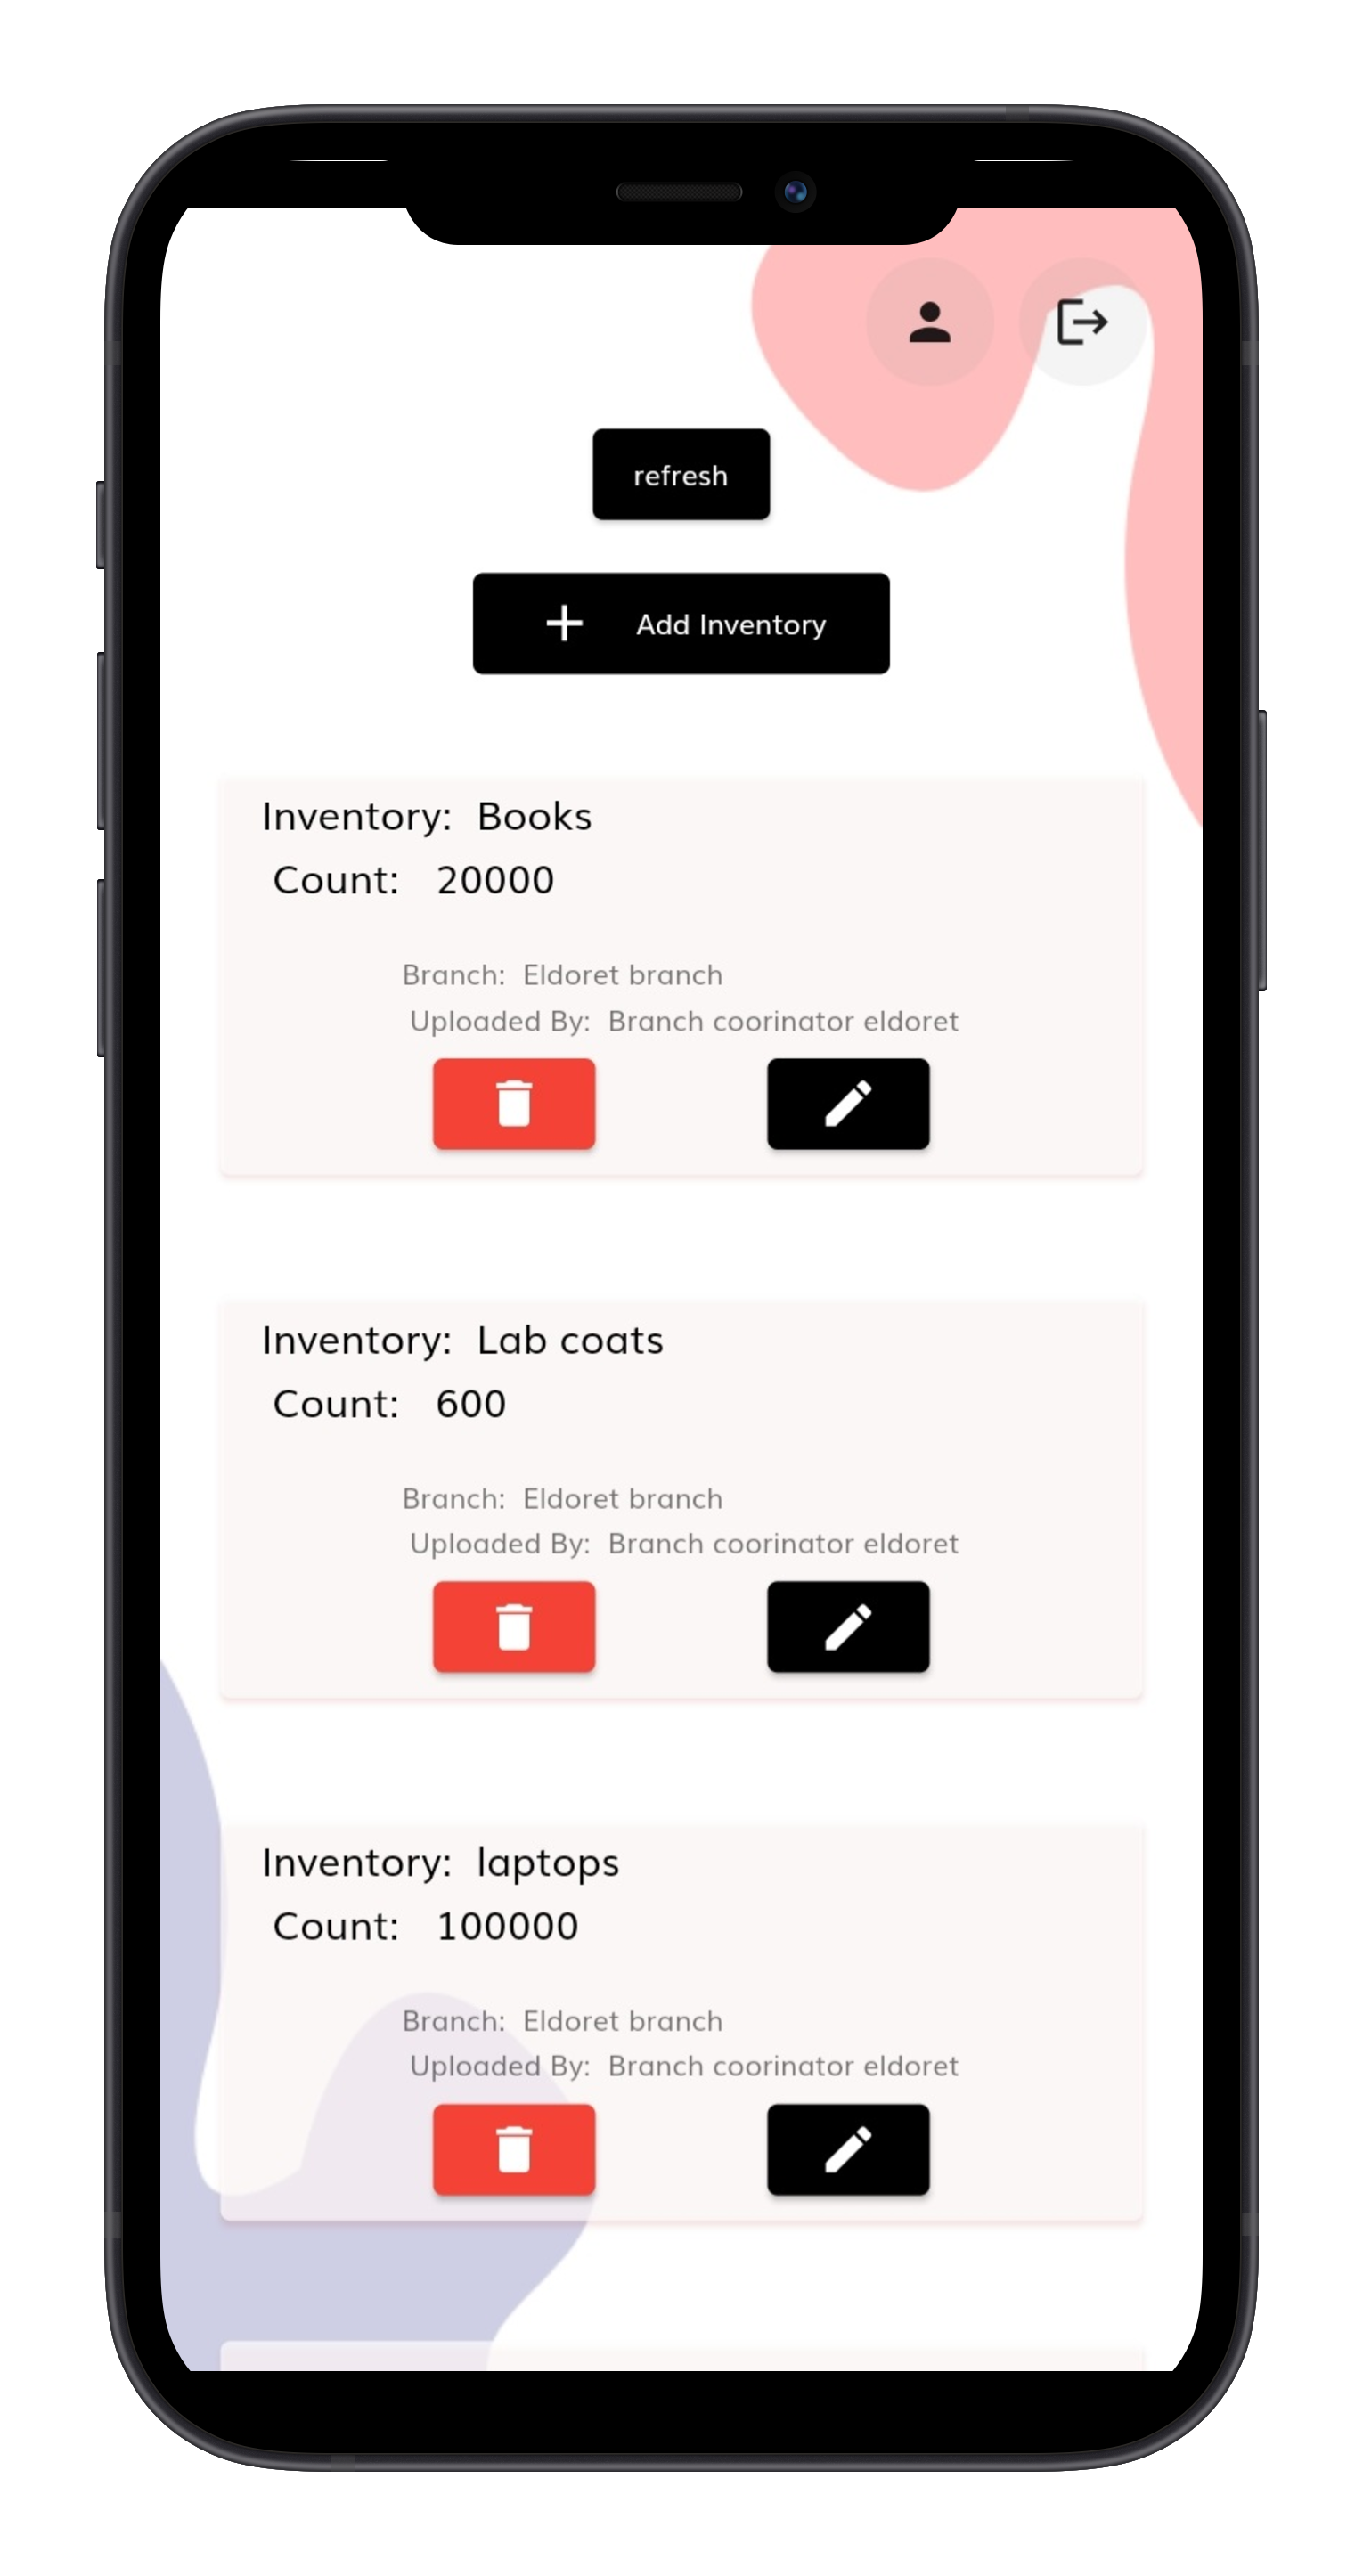 refresh
Add Inventory
Inventory: Books
Count: 20000
Branch: Eldoret branch
Uploaded By: Branch coorinator eldoret
Inventory: Lab coats
Count: 600
Branch: Eldoret branch
Uploaded By: Branch coorinator eldoret
Inventory: laptops
Count: 100000
Branch: Eldoret branch
Uploaded By: Branch coorinator eldoret